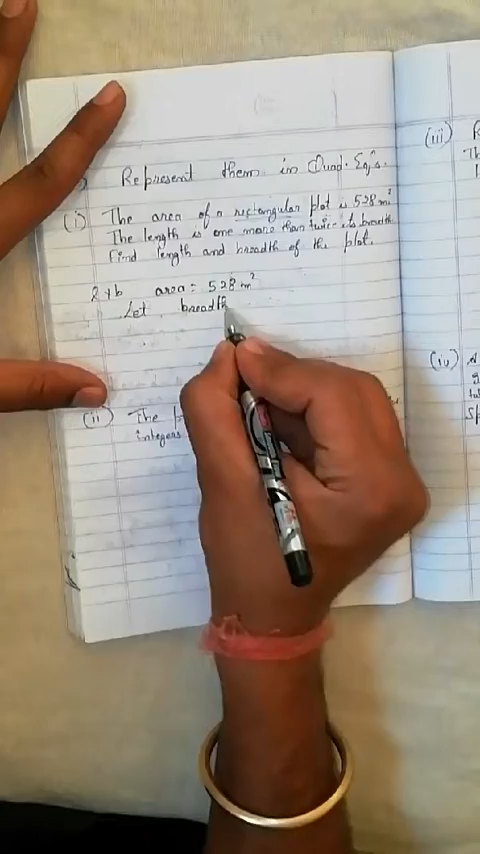 Represent them in Quad. Eqⁿs.
(i) The area of a rectangular plot is 528 m²
The length is one more than twice its breadth.
Find length and breadth of the plot.
l × b area = 528 m²
Let breadth
(ii) The
integers
(iii)
(iv)